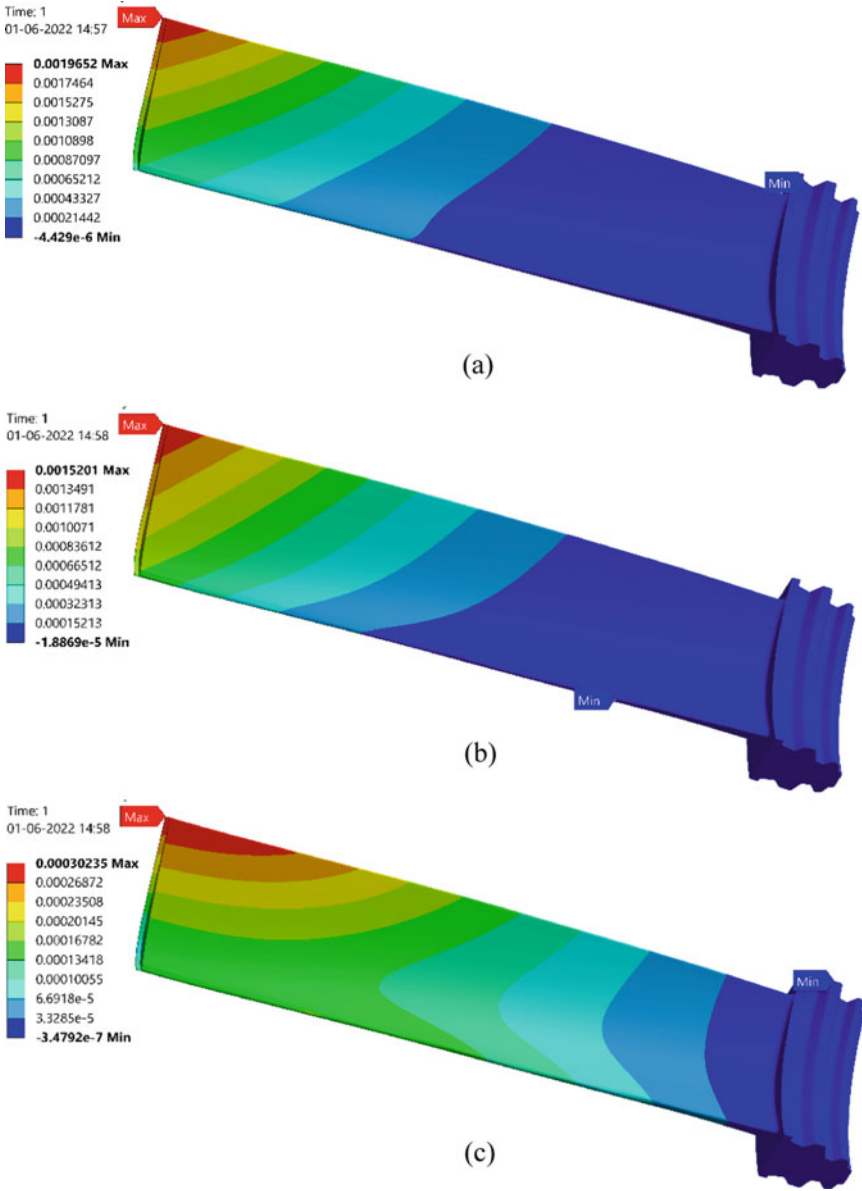 Time: 1
01-06-2022 14:57
Max
0.0019652 Max
0.0017464
0.0015275
0.0013087
0.0010898
0.00087097
0.00065212
0.00043327
0.00021442
-4.429e-6 Min
Min
(a)
Time: 1
01-06-2022 14:58
Max
0.0015201 Max
0.0013491
0.0011781
0.0010071
0.00083612
0.00066512
0.00049413
0.00032313
0.00015213
-1.8869e-5 Min
Min
(b)
Time: 1
01-06-2022 14:58
Max
0.00030235 Max
0.00026872
0.00023508
0.00020145
0.00016782
0.00013418
0.00010055
6.6918e-5
3.3285e-5
-3.4792e-7 Min
Min
(c)